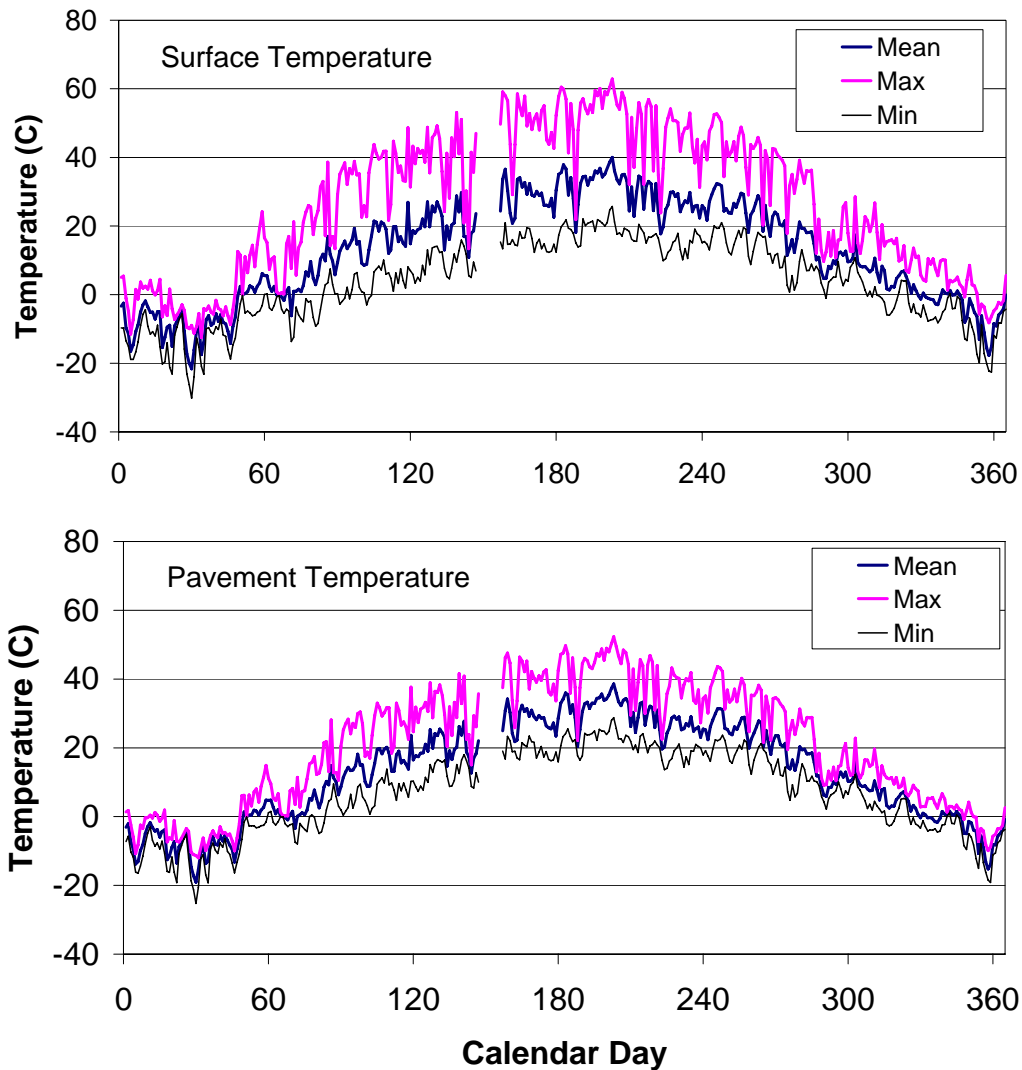 Surface Temperature
Mean
Max
Min
Temperature (C)
80
60
40
20
0
-20
-40
0 60 120 180 240 300 360
Pavement Temperature
Mean
Max
Min
Temperature (C)
80
60
40
20
0
-20
-40
0 60 120 180 240 300 360
Calendar Day